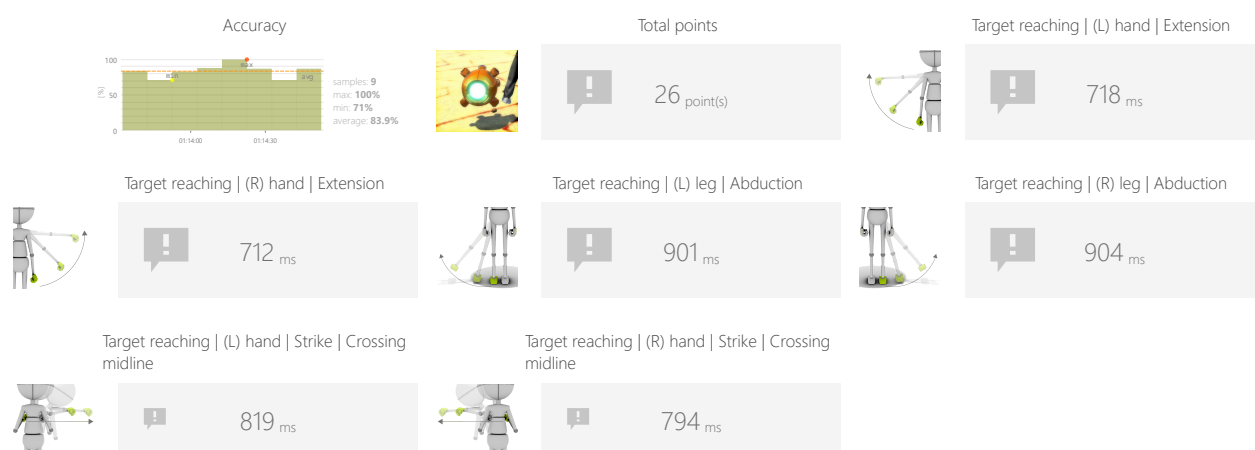 Accuracy
100
50
0
[%]
min
max
avg
01:14:00
01:14:30
samples: 9
max: 100%
min: 71%
average: 83.9%
Total points
26 point(s)
Target reaching | (L) hand | Extension
718 ms
Target reaching | (R) hand | Extension
712 ms
Target reaching | (L) leg | Abduction
901 ms
Target reaching | (R) leg | Abduction
904 ms
Target reaching | (L) hand | Strike | Crossing
midline
819 ms
Target reaching | (R) hand | Strike | Crossing
midline
794 ms